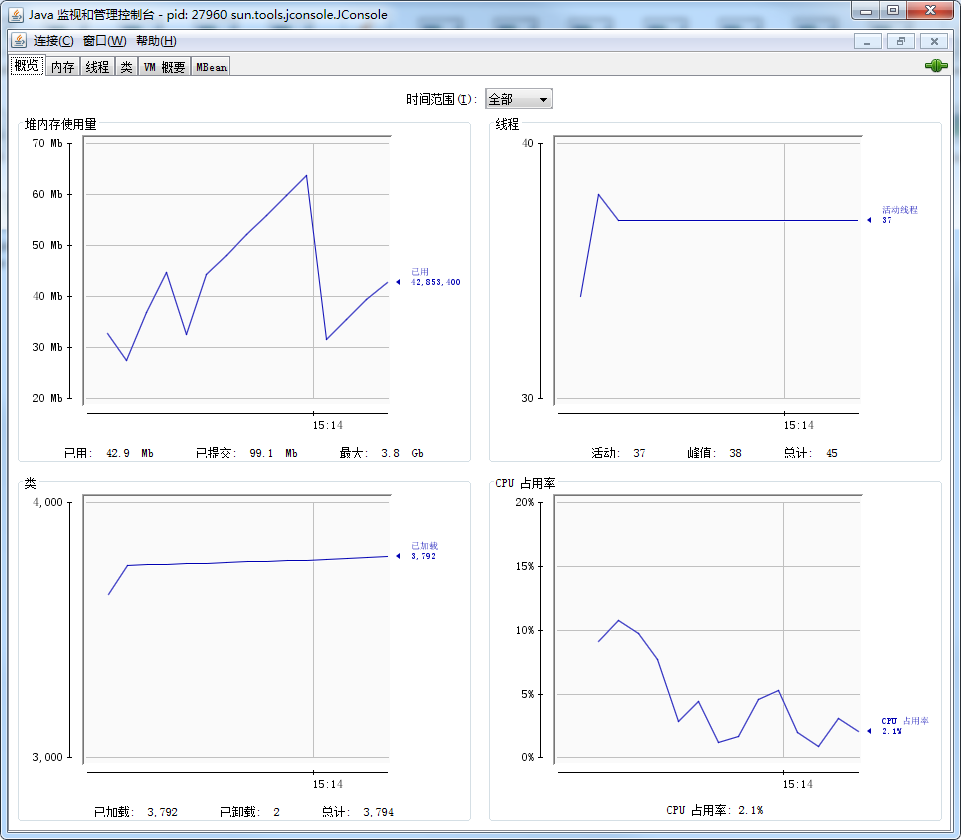 Java 监视和管理控制台 - pid: 27960 sun.tools.jconsole.JConsole
连接(C) 窗口(W) 帮助(H)
概览 内存 线程 类 VM 概要 MBean
时间范围(I): 全部
堆内存使用量
70 Mb
60 Mb
50 Mb
40 Mb
30 Mb
20 Mb
已用
42,853,400
15:14
已用: 42.9 Mb 已提交: 99.1 Mb 最大: 3.8 Gb
线程
40
30
活动线程
37
15:14
活动: 37 峰值: 38 总计: 45
类
4,000
3,000
已加载
3,792
15:14
已加载: 3,792 已卸载: 2 总计: 3,794
CPU 占用率
20%
15%
10%
5%
0%
CPU 占用率
2.1%
15:14
CPU 占用率: 2.1%